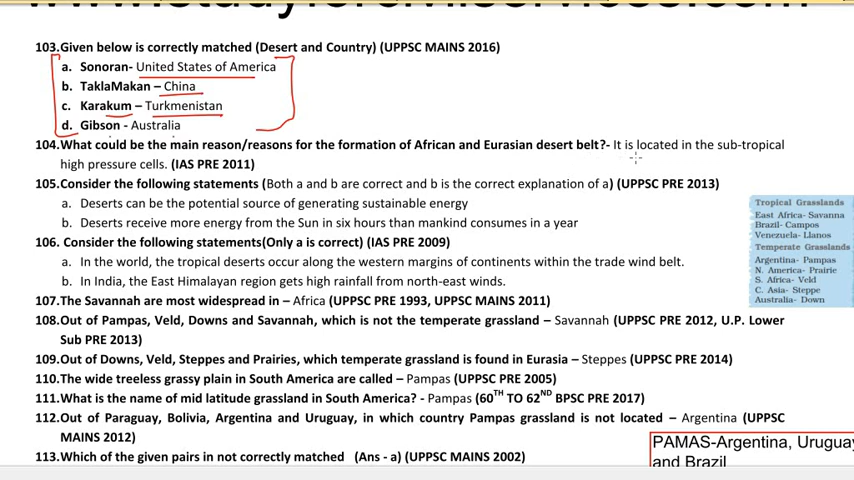 103.Given below is correctly matched (Desert and Country) (UPPSC MAINS 2016)
a. Sonoran- United States of America
b. TaklaMakan – China
c. Karakum – Turkmenistan
d. Gibson - Australia
104.What could be the main reason/reasons for the formation of African and Eurasian desert belt?- It is located in the sub-tropical
high pressure cells. (IAS PRE 2011)
105.Consider the following statements (Both a and b are correct and b is the correct explanation of a) (UPPSC PRE 2013)
a. Deserts can be the potential source of generating sustainable energy
b. Deserts receive more energy from the Sun in six hours than mankind consumes in a year
106. Consider the following statements(Only a is correct) (IAS PRE 2009)
a. In the world, the tropical deserts occur along the western margins of continents within the trade wind belt.
b. In India, the East Himalayan region gets high rainfall from north-east winds.
107.The Savannah are most widespread in – Africa (UPPSC PRE 1993, UPPSC MAINS 2011)
108.Out of Pampas, Veld, Downs and Savannah, which is not the temperate grassland – Savannah (UPPSC PRE 2012, U.P. Lower
Sub PRE 2013)
109.Out of Downs, Veld, Steppes and Prairies, which temperate grassland is found in Eurasia – Steppes (UPPSC PRE 2014)
110.The wide treeless grassy plain in South America are called – Pampas (UPPSC PRE 2005)
111.What is the name of mid latitude grassland in South America? - Pampas (60TH TO 62ND BPSC PRE 2017)
112.Out of Paraguay, Bolivia, Argentina and Uruguay, in which country Pampas grassland is not located – Argentina (UPPSC
MAINS 2012)
113.Which of the given pairs in not correctly matched (Ans - a) (UPPSC MAINS 2002)
Tropical Grasslands
East Africa- Savanna
Brazil- Campos
Venezuela- Llanos
Temperate Grasslands
Argentina- Pampas
N. America- Prairie
S. Africa- Veld
C. Asia- Steppe
Australia- Down
PAMAS-Argentina, Uruguay
and Brazil